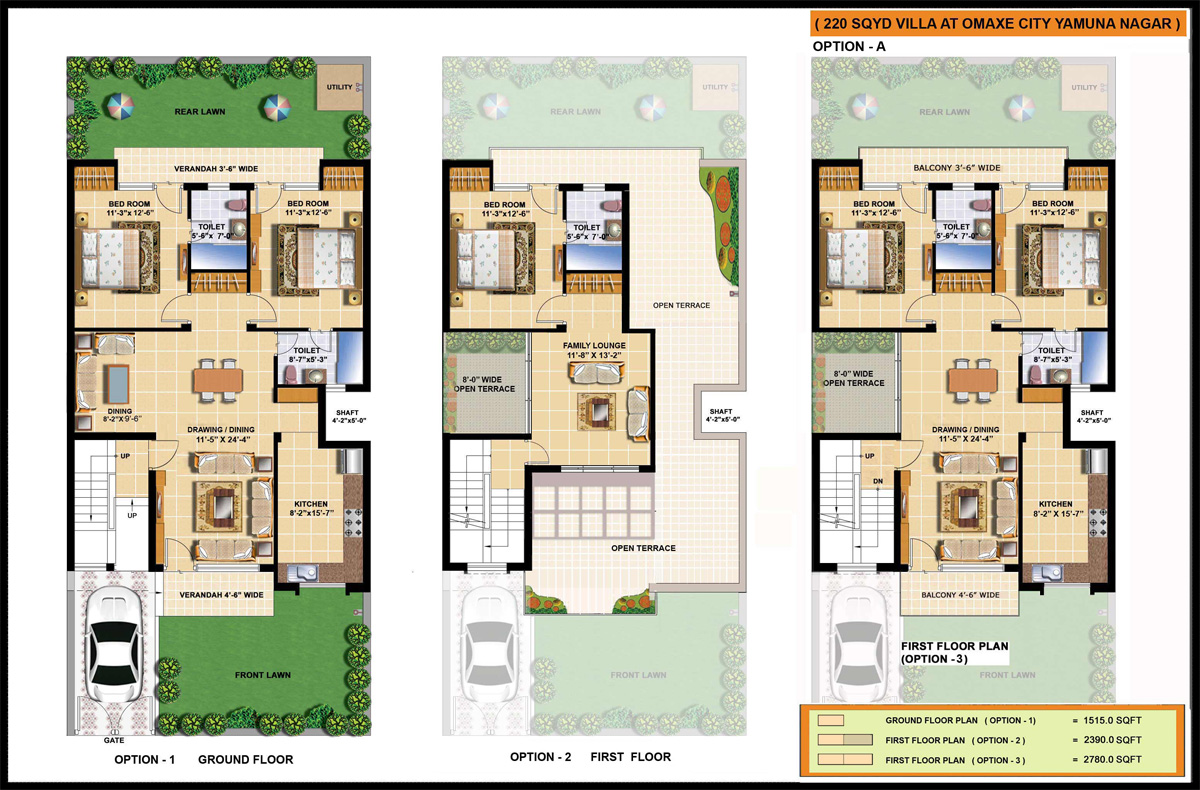 ( 220 SQYD VILLA AT OMAXE CITY YAMUNA NAGAR )
OPTION - A
REAR LAWN
UTILITY
VERANDAH 3'-6" WIDE
BED ROOM
11'-3"x 12'-6"
BED ROOM
11'-3"x12'-6"
TOILET
5'-6"x 7'-0"
TOILET
8'-7"x5'-3"
DINING
8'-2"X 9'-6"
SHAFT
4'-2"x5'-0"
DRAWING / DINING
11'-5" X 24'-4"
UP
UP
KITCHEN
8'-2"x15'-7"
VERANDAH 4'-6" WIDE
FRONT LAWN
GATE
OPTION - 1 GROUND FLOOR
REAR LAWN
UTILITY
BED ROOM
11'-3"x12'-6"
TOILET
5'-6"x 7'-0"
OPEN TERRACE
FAMILY LOUNGE
11'-8" X 13'-2"
8'-0" WIDE
OPEN TERRACE
SHAFT
4'-2"x5'-0"
OPEN TERRACE
FRONT LAWN
OPTION - 2 FIRST FLOOR
REAR LAWN
UTILITY
BALCONY 3'-6" WIDE
BED ROOM
11'-3"x 12'-6"
BED ROOM
11'-3"x12'-6"
TOILET
5'-6"x 7'-0"
TOILET
8'-7"x5'-3"
8'-0" WIDE
OPEN TERRACE
SHAFT
4'-2"x5'-0"
DRAWING / DINING
11'-5" X 24'-4"
UP
DN
KITCHEN
8'-2" X 15'-7"
BALCONY 4'-6" WIDE
FIRST FLOOR PLAN
(OPTION - 3)
FRONT LAWN
GROUND FLOOR PLAN ( OPTION - 1) = 1515.0 SQFT
FIRST FLOOR PLAN ( OPTION - 2 ) = 2390.0 SQFT
FIRST FLOOR PLAN ( OPTION - 3 ) = 2780.0 SQFT